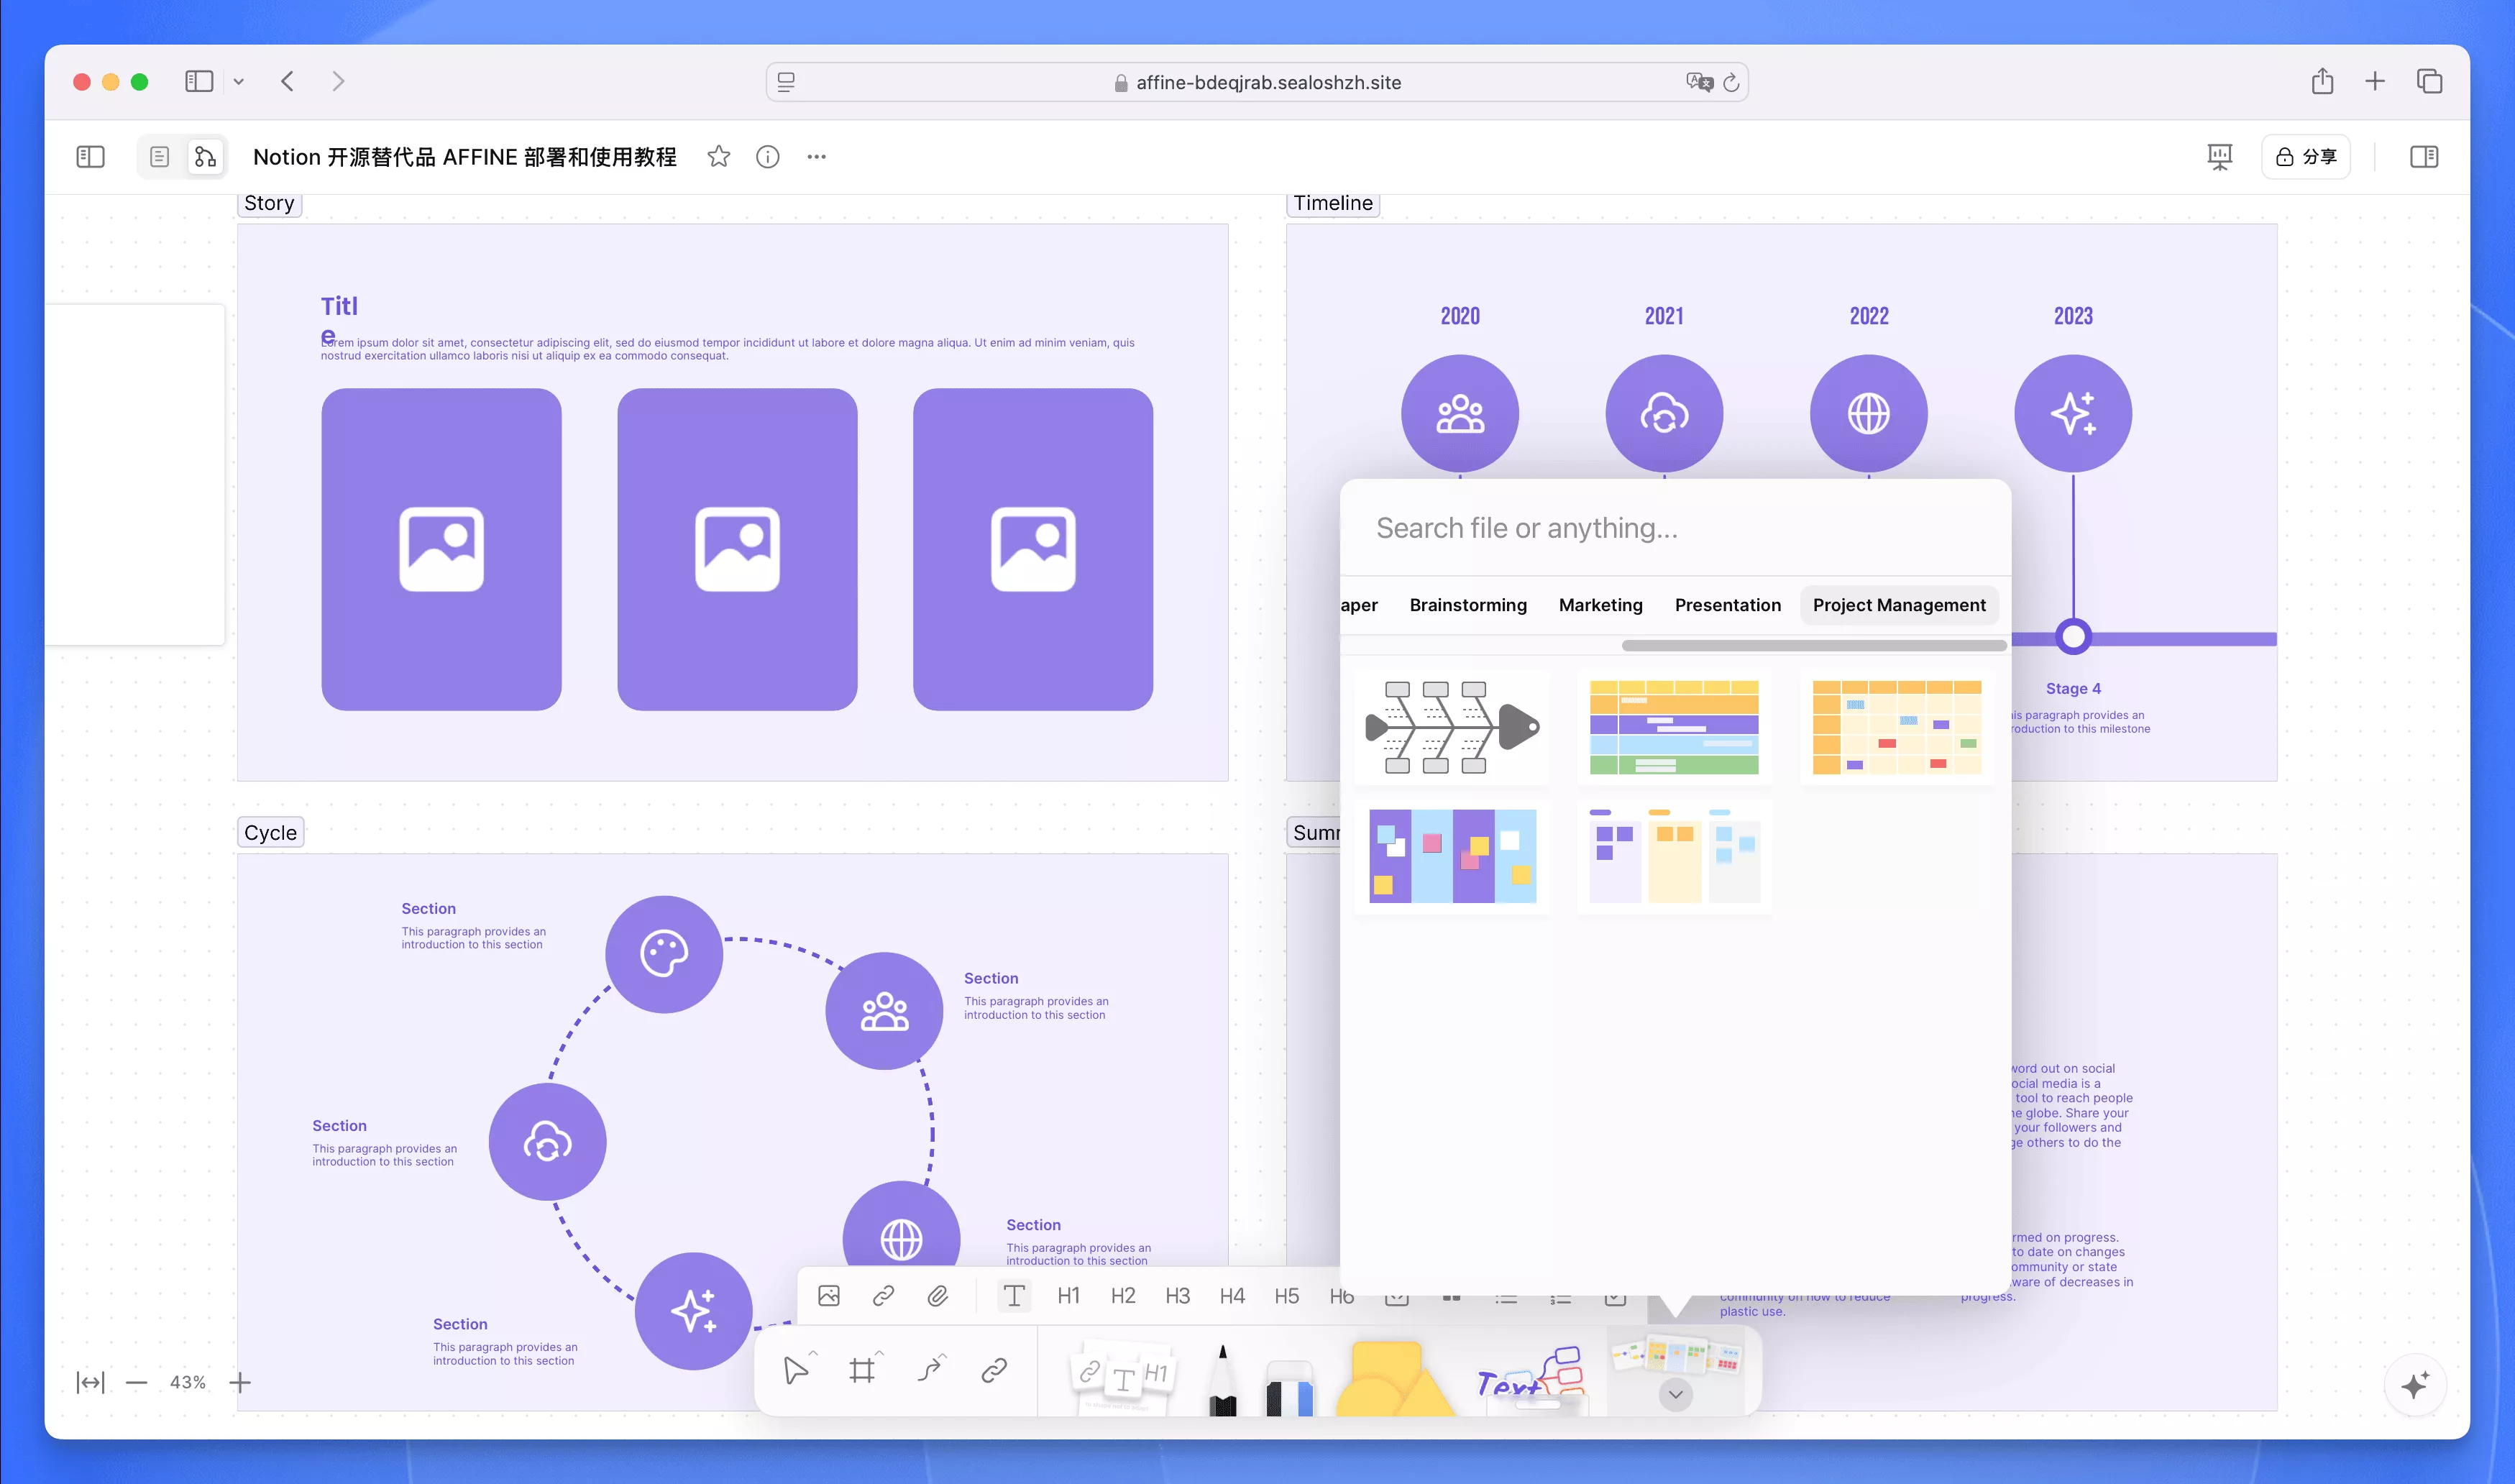 affine-bdeqjrab.sealoshzh.site
Notion 开源替代品 AFFINE 部署和使用教程
分享
Story
Timeline
Titl
e
Lorem ipsum dolor sit amet, consectetur adipiscing elit, sed do eiusmod tempor incididunt ut labore et dolore magna aliqua. Ut enim ad minim veniam, quis
nostrud exercitation ullamco laboris nisi ut aliquip ex ea commodo consequat.
2020
2021
2022
2023
Search file or anything...
aper
Brainstorming
Marketing
Presentation
Project Management
Stage 4
is paragraph provides an
roduction to this milestone
Cycle
Sumr
Section
This paragraph provides an
introduction to this section
Section
This paragraph provides an
introduction to this section
Section
This paragraph provides an
introduction to this section
Section
This paragraph provides an
introduction to this section
Section
This paragraph provides an
introduction to this section
word out on social
ocial media is a
tool to reach people
he globe. Share your
your followers and
ge others to do the
rmed on progress.
to date on changes
ommunity or state
ware of decreases in
progress.
community on how to reduce
plastic use.
H1
H2
H3
H4
H5
H6
T
H1
Text
43%